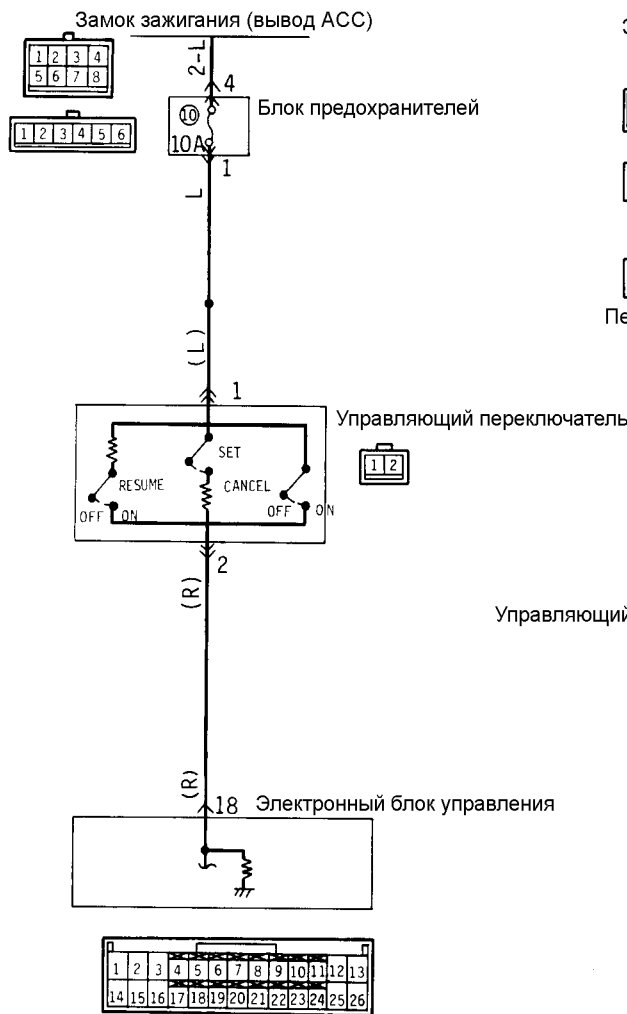 Замок зажигания (вывод АСС)
1 2 3 4
5 6 7 8
2-L
4
10
Блок предохранителей
10A
1 2 3 4 5 6
1
L
(L)
1
Управляющий переключатель
1 2
SET
RESUME
CANCEL
OFF ON
OFF ON
2
(R)
Управляющий
(R)
18
Электронный блок управления
1 2 3 4 5 6 7 8 9 10 11 12 13
14 15 16 17 18 19 20 21 22 23 24 25 26